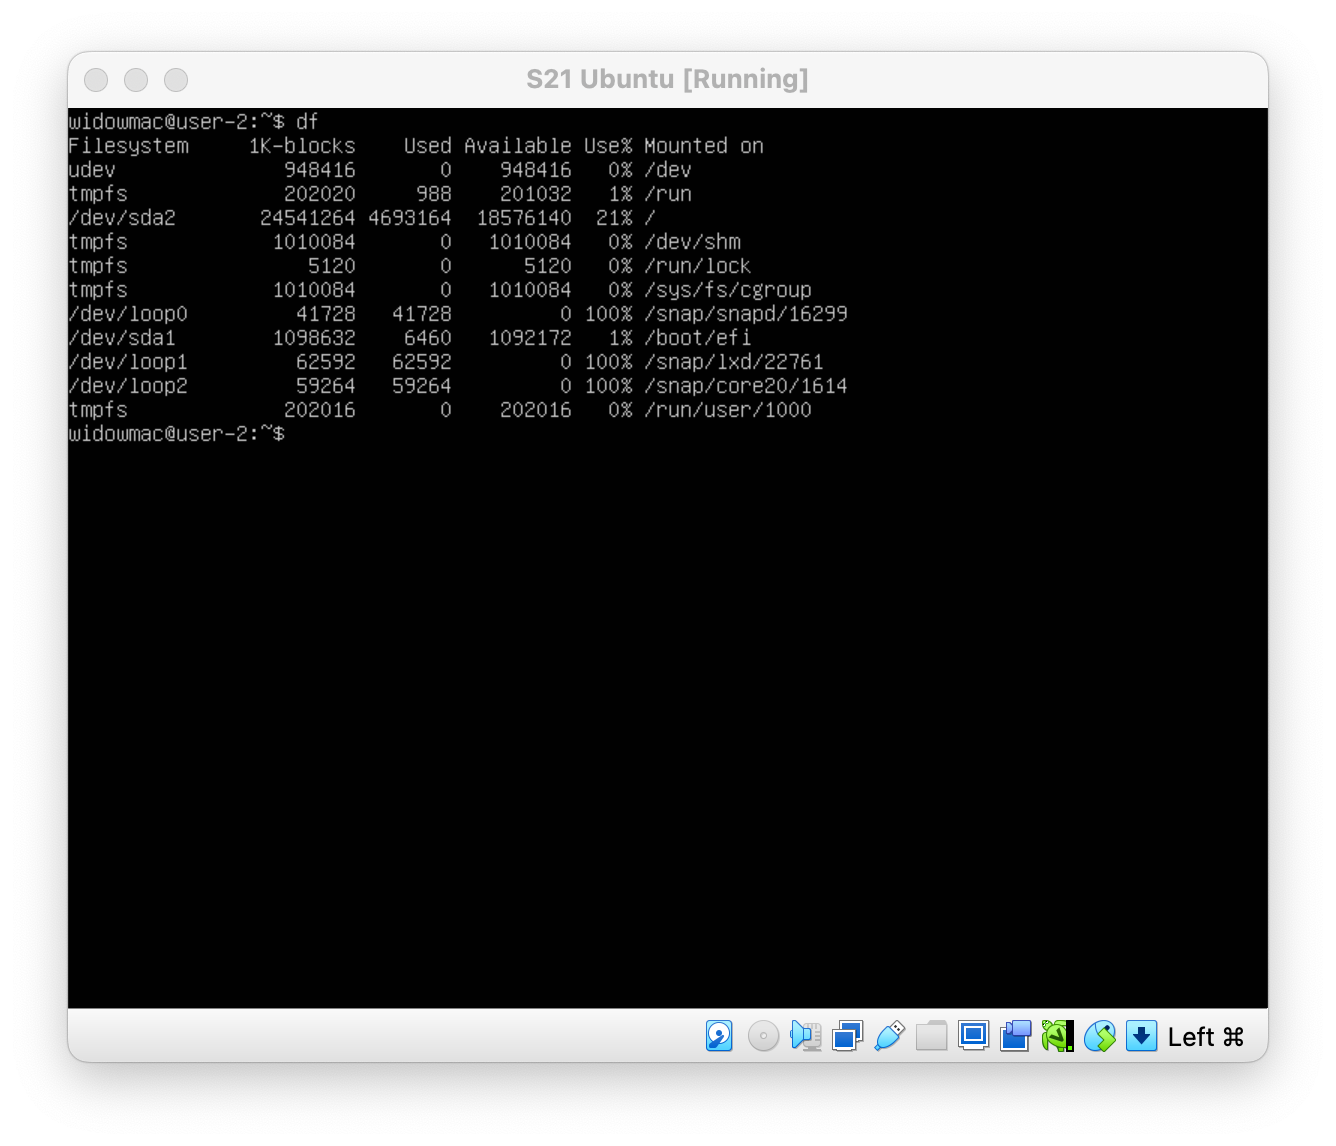 S21 Ubuntu [Running]
widowmac@user-2:~$ df
Filesystem     1K-blocks    Used Available Use% Mounted on
udev              948416       0    948416   0% /dev
tmpfs             202020     988    201032   1% /run
/dev/sda2       24541264 4693164  18576140  21% /
tmpfs            1010084       0   1010084   0% /dev/shm
tmpfs               5120       0      5120   0% /run/lock
tmpfs            1010084       0   1010084   0% /sys/fs/cgroup
/dev/loop0         41728   41728         0 100% /snap/snapd/16299
/dev/sda1        1098632    6460   1092172   1% /boot/efi
/dev/loop1         62592   62592         0 100% /snap/lxd/22761
/dev/loop2         59264   59264         0 100% /snap/core20/1614
tmpfs             202016       0    202016   0% /run/user/1000
widowmac@user-2:~$
Left ⌘